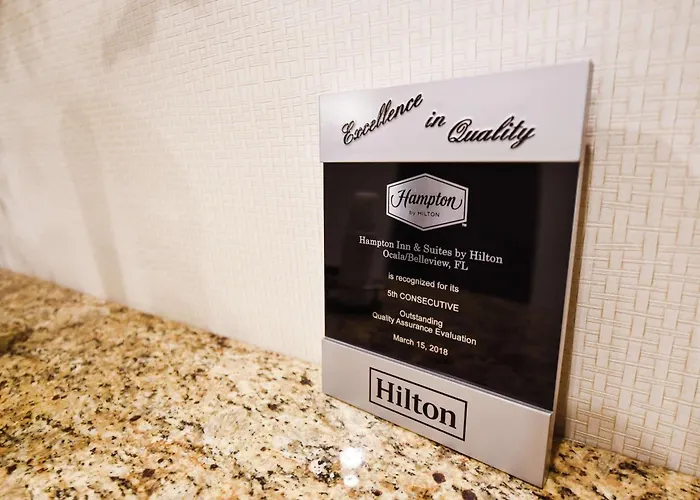 Excellence in Quality
Hampton
by HILTON
™
Hampton Inn & Suites by Hilton
Ocala/Belleview, FL
is recognized for its
5th CONSECUTIVE
Outstanding
Quality Assurance Evaluation
March 15, 2018
Hilton